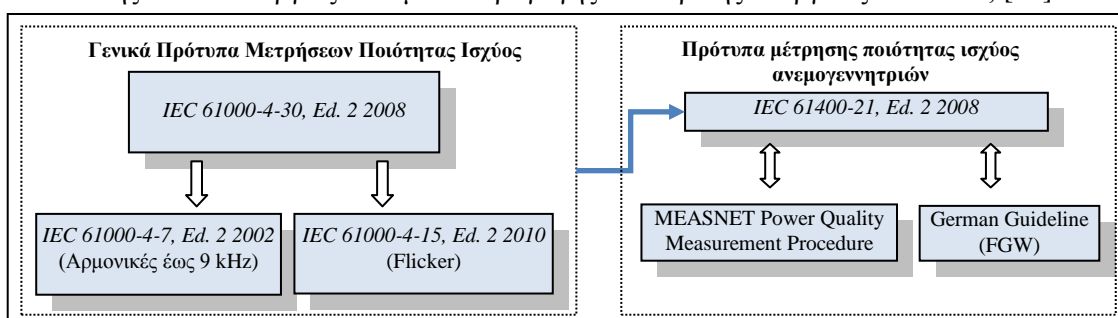 Γενικά Πρότυπα Μετρήσεων Ποιότητας Ισχύος
IEC 61000-4-30, Ed. 2 2008
IEC 61000-4-7, Ed. 2 2002
(Αρμονικές έως 9 kHz)
IEC 61000-4-15, Ed. 2 2010
(Flicker)
Πρότυπα μέτρησης ποιότητας ισχύος
ανεμογεννητριών
IEC 61400-21, Ed. 2 2008
MEASNET Power Quality
Measurement Procedure
German Guideline
(FGW)